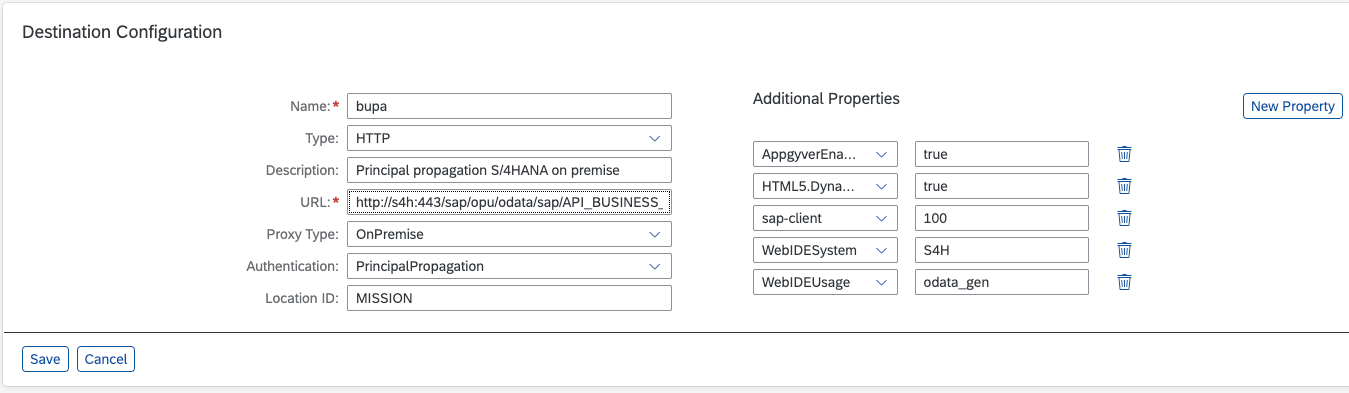 Destination Configuration
Name:* bupa
Type: HTTP
Description: Principal propagation S/4HANA on premise
URL:* http://s4h:443/sap/opu/odata/sap/API_BUSINESS_
Proxy Type: OnPremise
Authentication: PrincipalPropagation
Location ID: MISSION
Additional Properties
New Property
AppgyverEna... true
HTML5.Dyna... true
sap-client 100
WebIDESystem S4H
WebIDEUsage odata_gen
Save Cancel